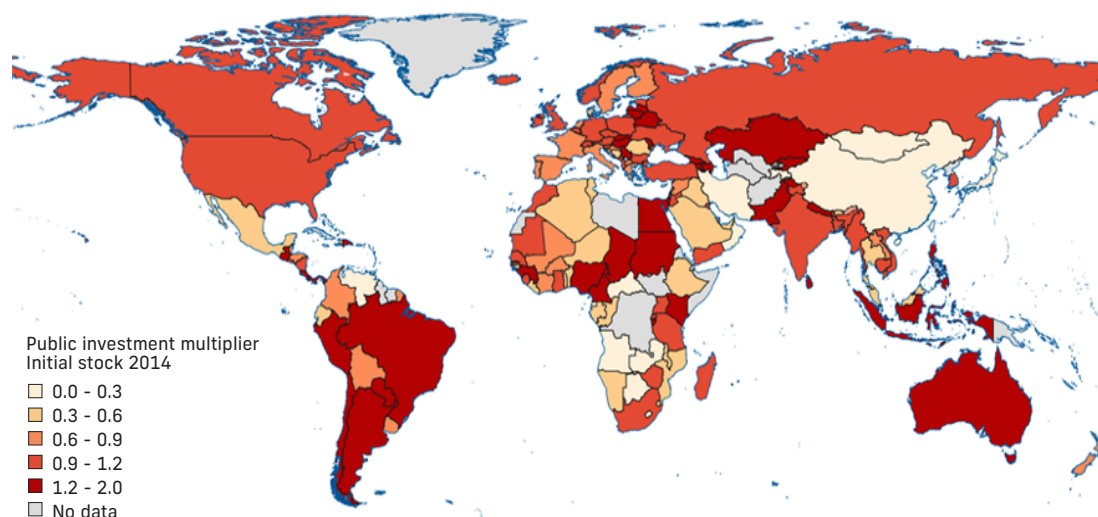 Public investment multiplier
Initial stock 2014
0.0 - 0.3
0.3 - 0.6
0.6 - 0.9
0.9 - 1.2
1.2 - 2.0
No data